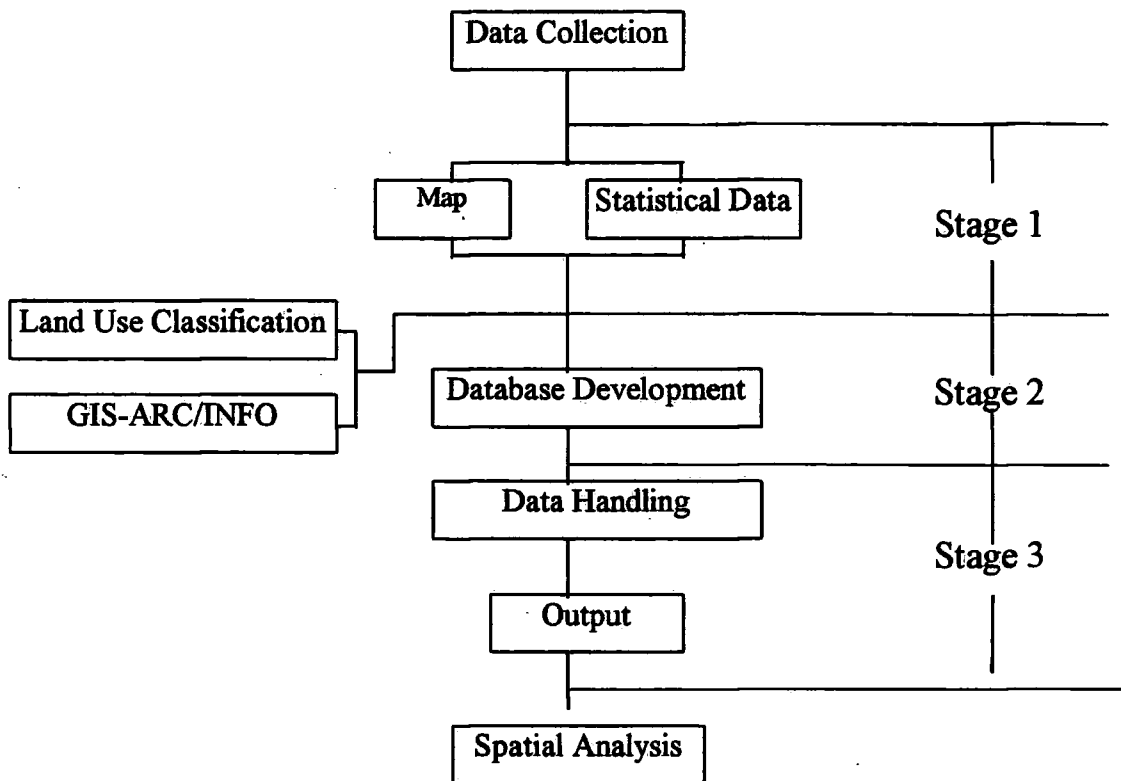 Data Collection
Map
Statistical Data
Stage 1
Land Use Classification
GIS-ARC/INFO
Database Development
Stage 2
Data Handling
Stage 3
Output
Spatial Analysis